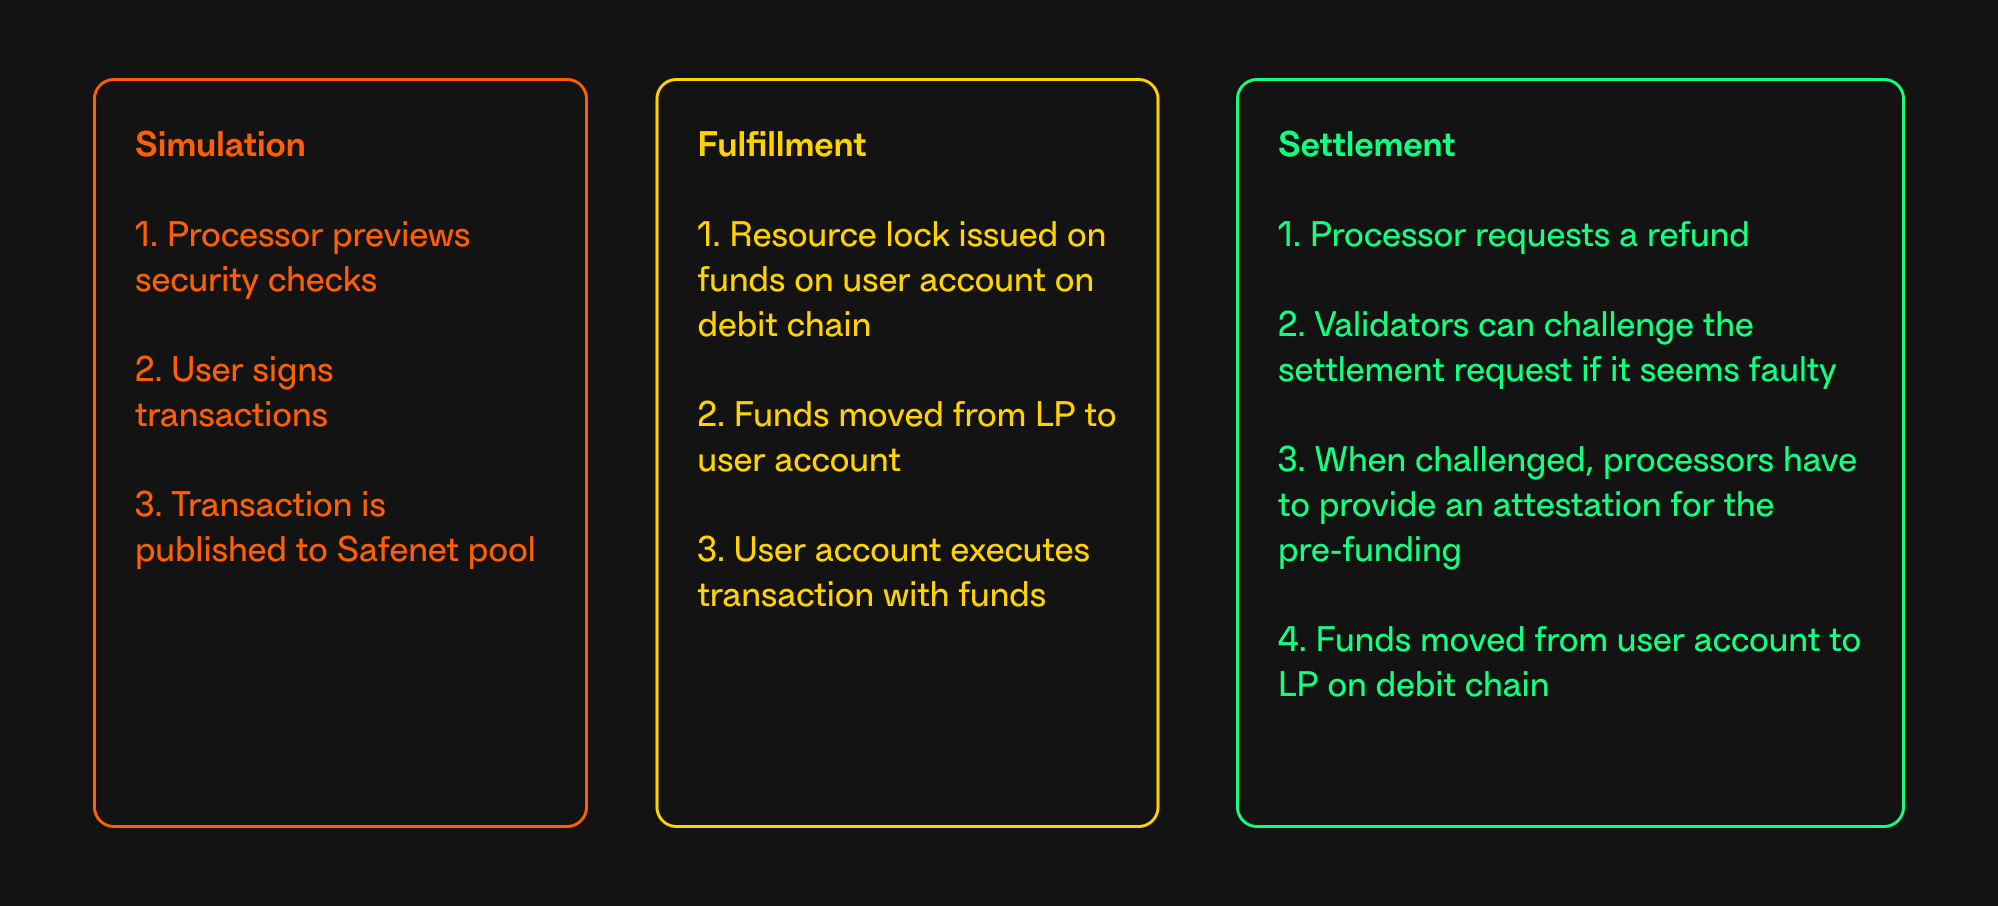 Simulation
1. Processor previews
security checks
2. User signs
transactions
3. Transaction is
published to Safenet pool
Fulfillment
1. Resource lock issued on
funds on user account on
debit chain
2. Funds moved from LP to
user account
3. User account executes
transaction with funds
Settlement
1. Processor requests a refund
2. Validators can challenge the
settlement request if it seems faulty
3. When challenged, processors have
to provide an attestation for the
pre-funding
4. Funds moved from user account to
LP on debit chain